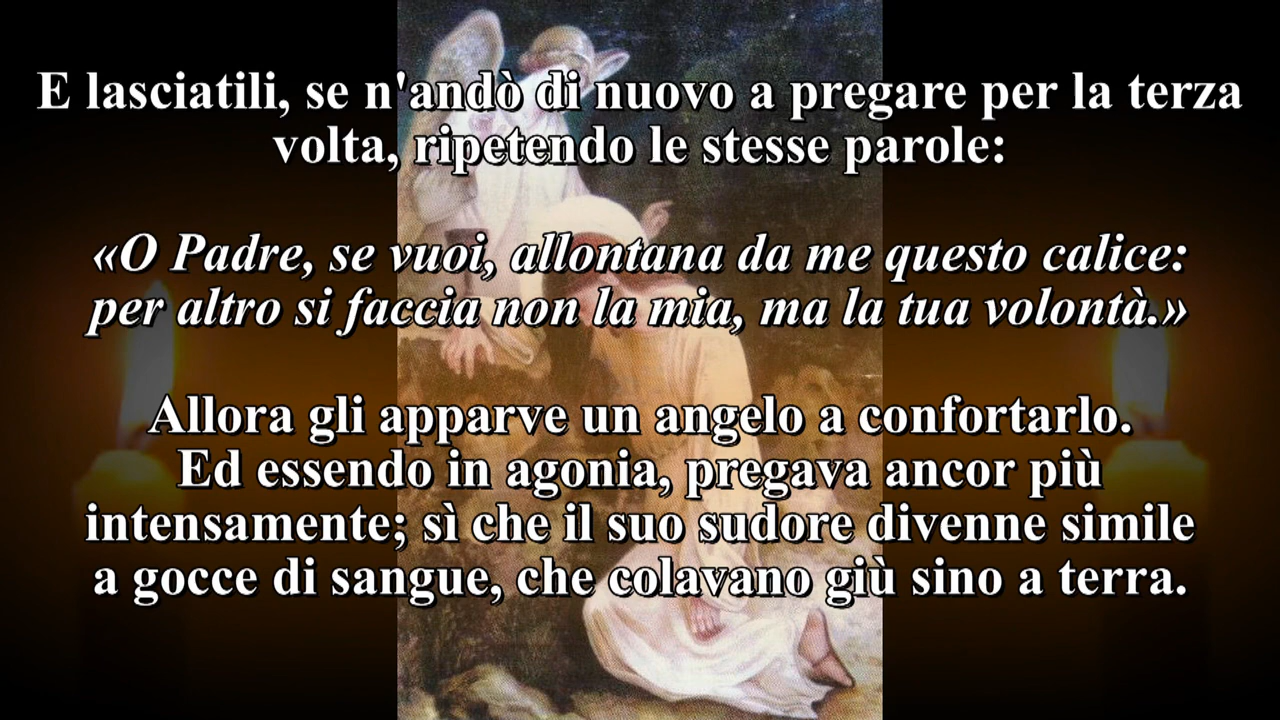 E lasciatili, se n'andò di nuovo a pregare per la terza
volta, ripetendo le stesse parole:
«O Padre, se vuoi, allontana da me questo calice:
per altro si faccia non la mia, ma la tua volontà.»
Allora gli apparve un angelo a confortarlo.
Ed essendo in agonia, pregava ancor più
intensamente; sì che il suo sudore divenne simile
a gocce di sangue, che colavano giù sino a terra.